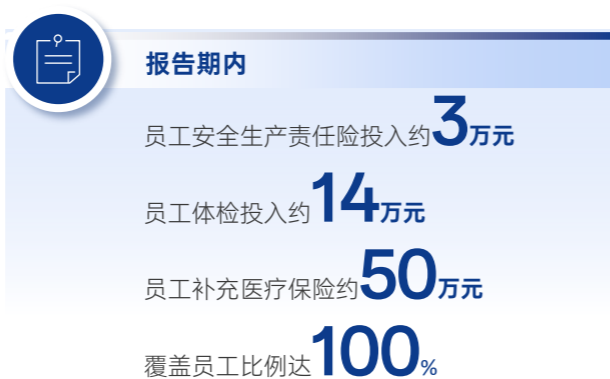 报告期内
员工安全生产责任险投入约3万元
员工体检投入约14万元
员工补充医疗保险约50万元
覆盖员工比例达100%